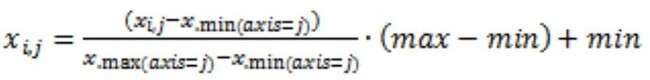 x_{i,j} = \frac{(x_{i,j}-x_{.min(axis=j)})}{x_{.max(axis=j)}-x_{.min(axis=j)}} \cdot (max - min) + min